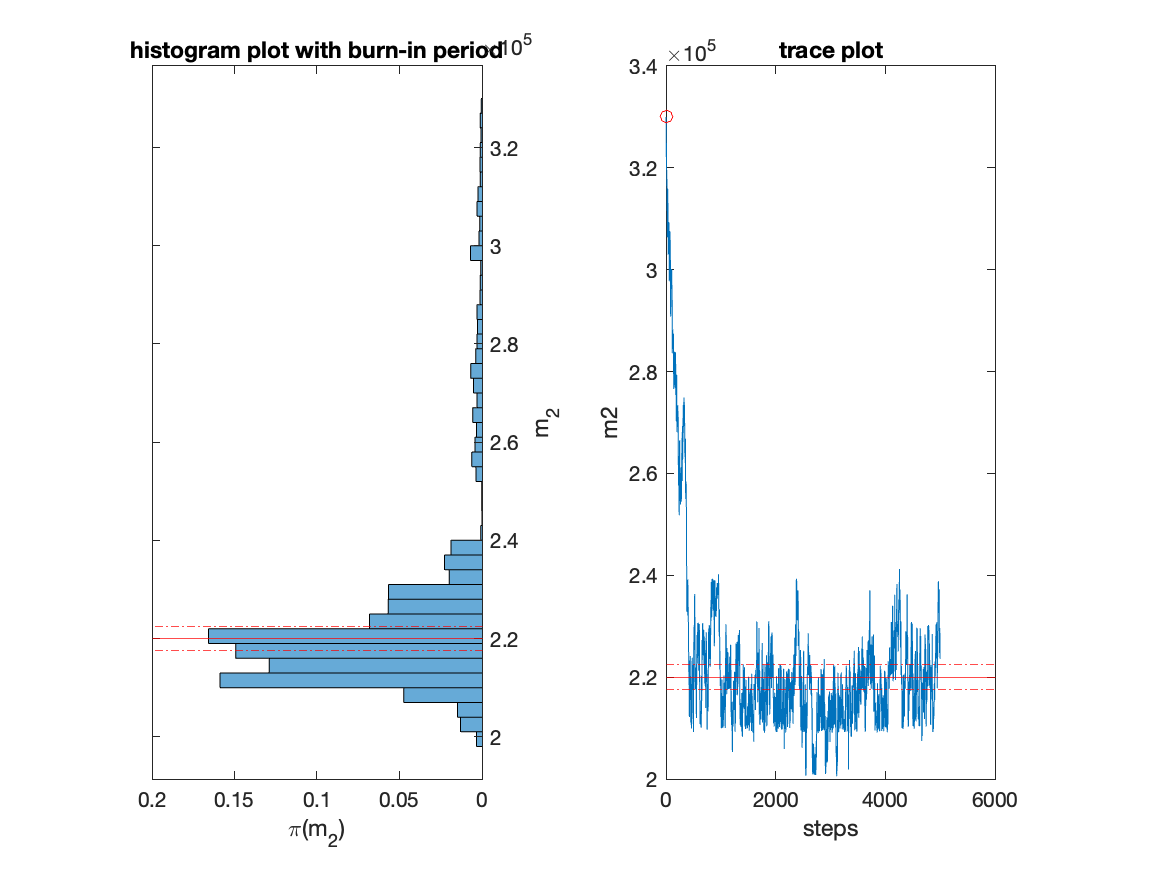 histogram plot with burn-in period
×10^5
3.2
3
2.8
2.6
2.4
2.2
2
m_2
0.2 0.15 0.1 0.05 0
π(m_2)
trace plot
×10^5
3.4
3.2
3
2.8
2.6
2.4
2.2
2
m2
0 2000 4000 6000
steps